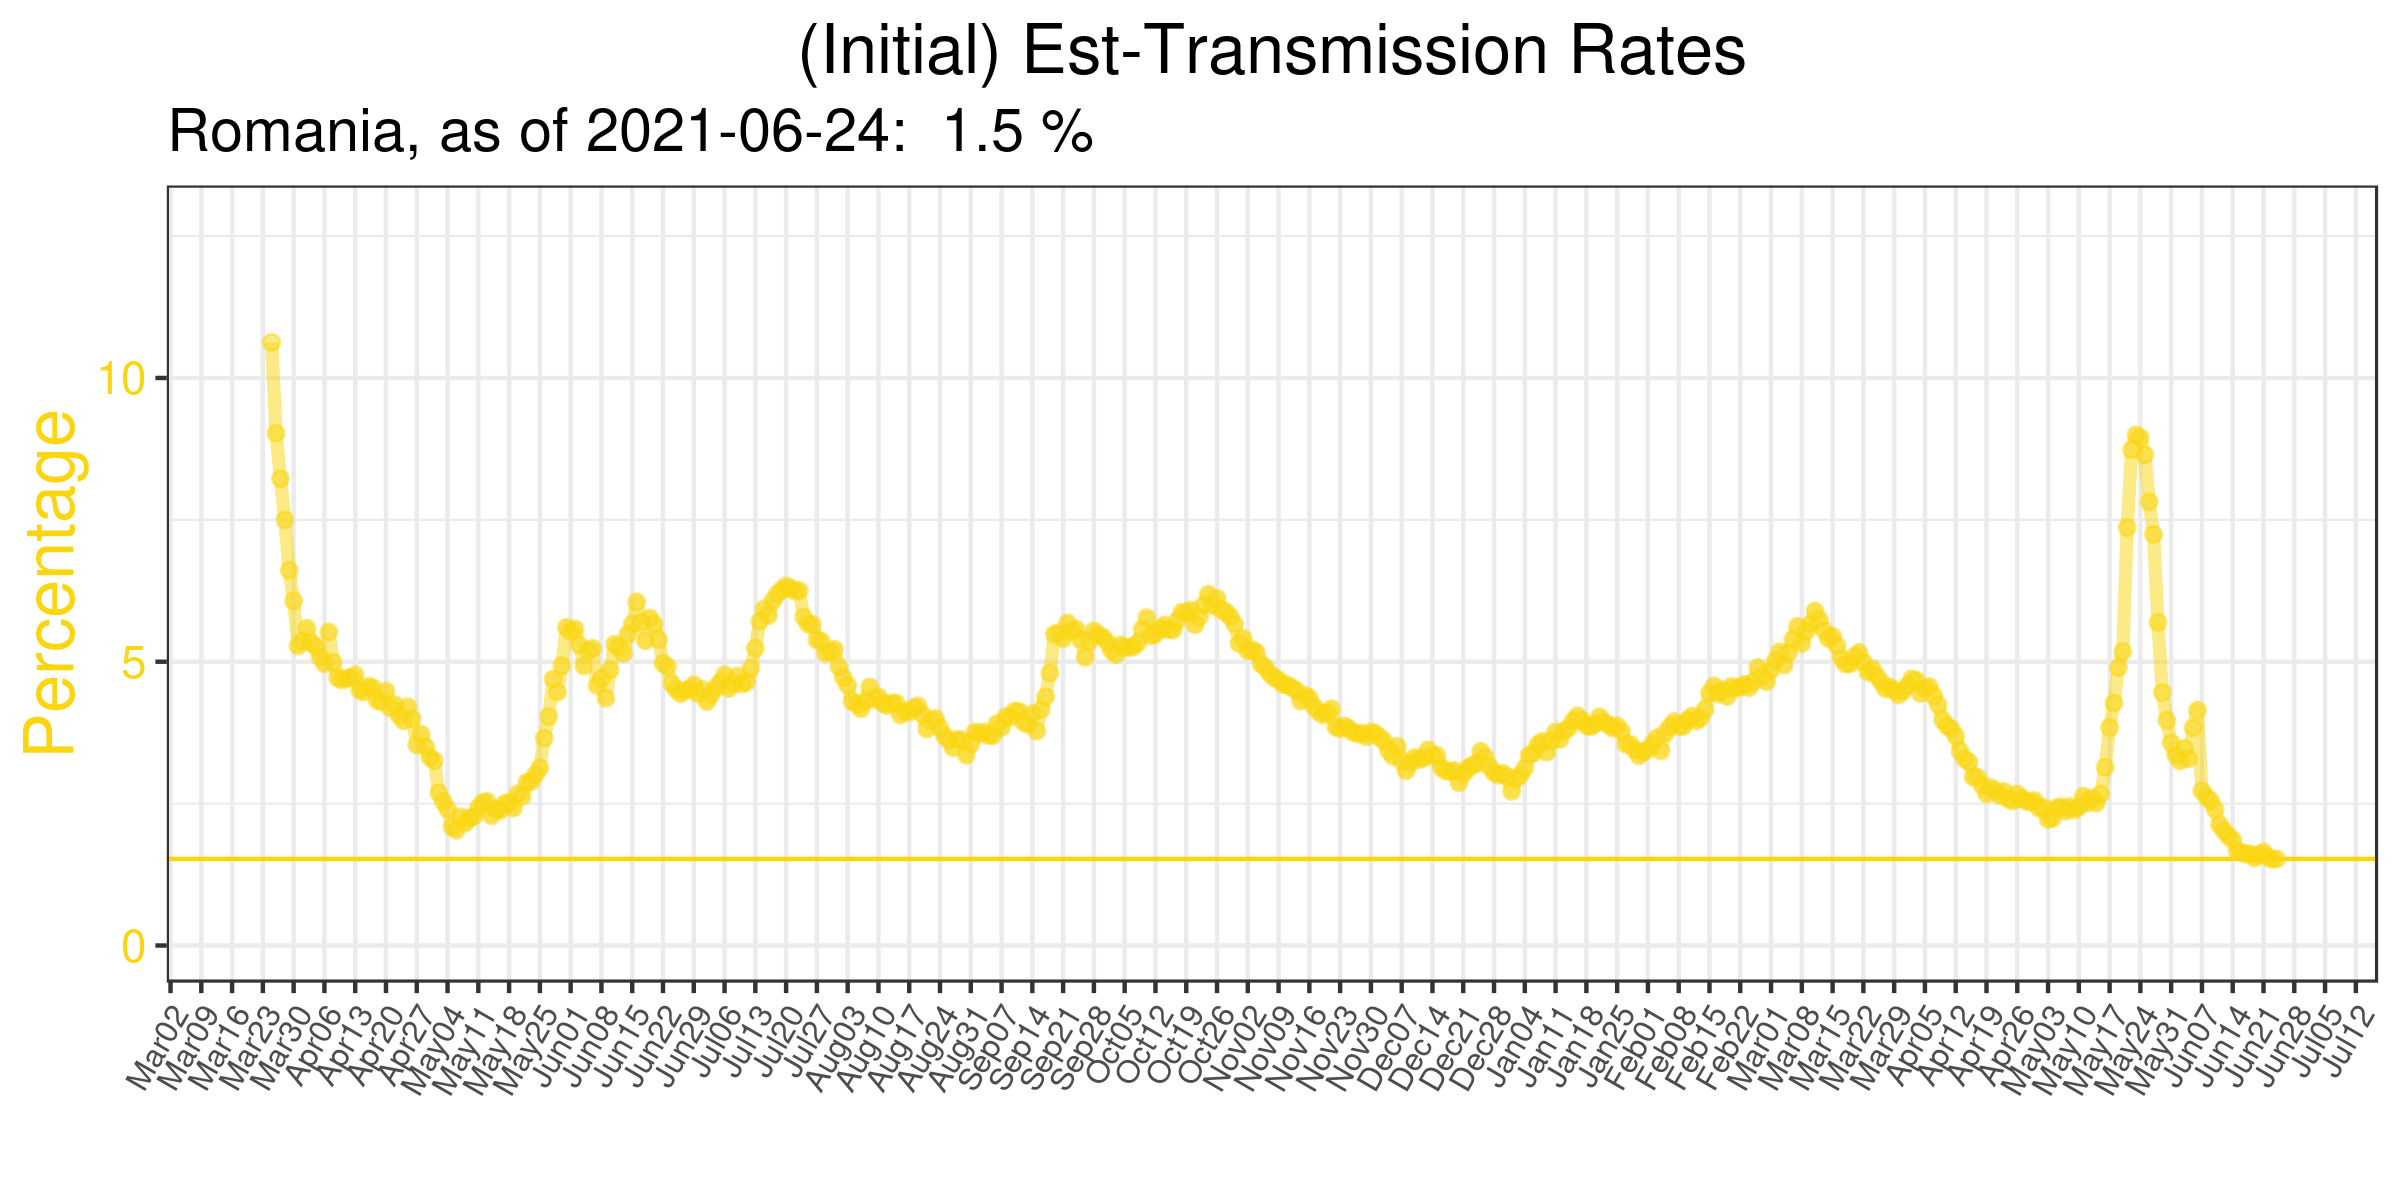 (Initial) Est-Transmission Rates
Romania, as of 2021-06-24:  1.5 %
Percentage
10
5
0
Mar02
Mar09
Mar16
Mar23
Mar30
Apr06
Apr13
Apr20
Apr27
May04
May11
May18
May25
Jun01
Jun08
Jun15
Jun22
Jun29
Jul06
Jul13
Jul20
Jul27
Aug03
Aug10
Aug17
Aug24
Aug31
Sep07
Sep14
Sep21
Sep28
Oct05
Oct12
Oct19
Oct26
Nov02
Nov09
Nov16
Nov23
Nov30
Dec07
Dec14
Dec21
Dec28
Jan04
Jan11
Jan18
Jan25
Feb01
Feb08
Feb15
Feb22
Mar01
Mar08
Mar15
Mar22
Mar29
Apr05
Apr12
Apr19
Apr26
May03
May10
May17
May24
May31
Jun07
Jun14
Jun21
Jun28
Jul05
Jul12